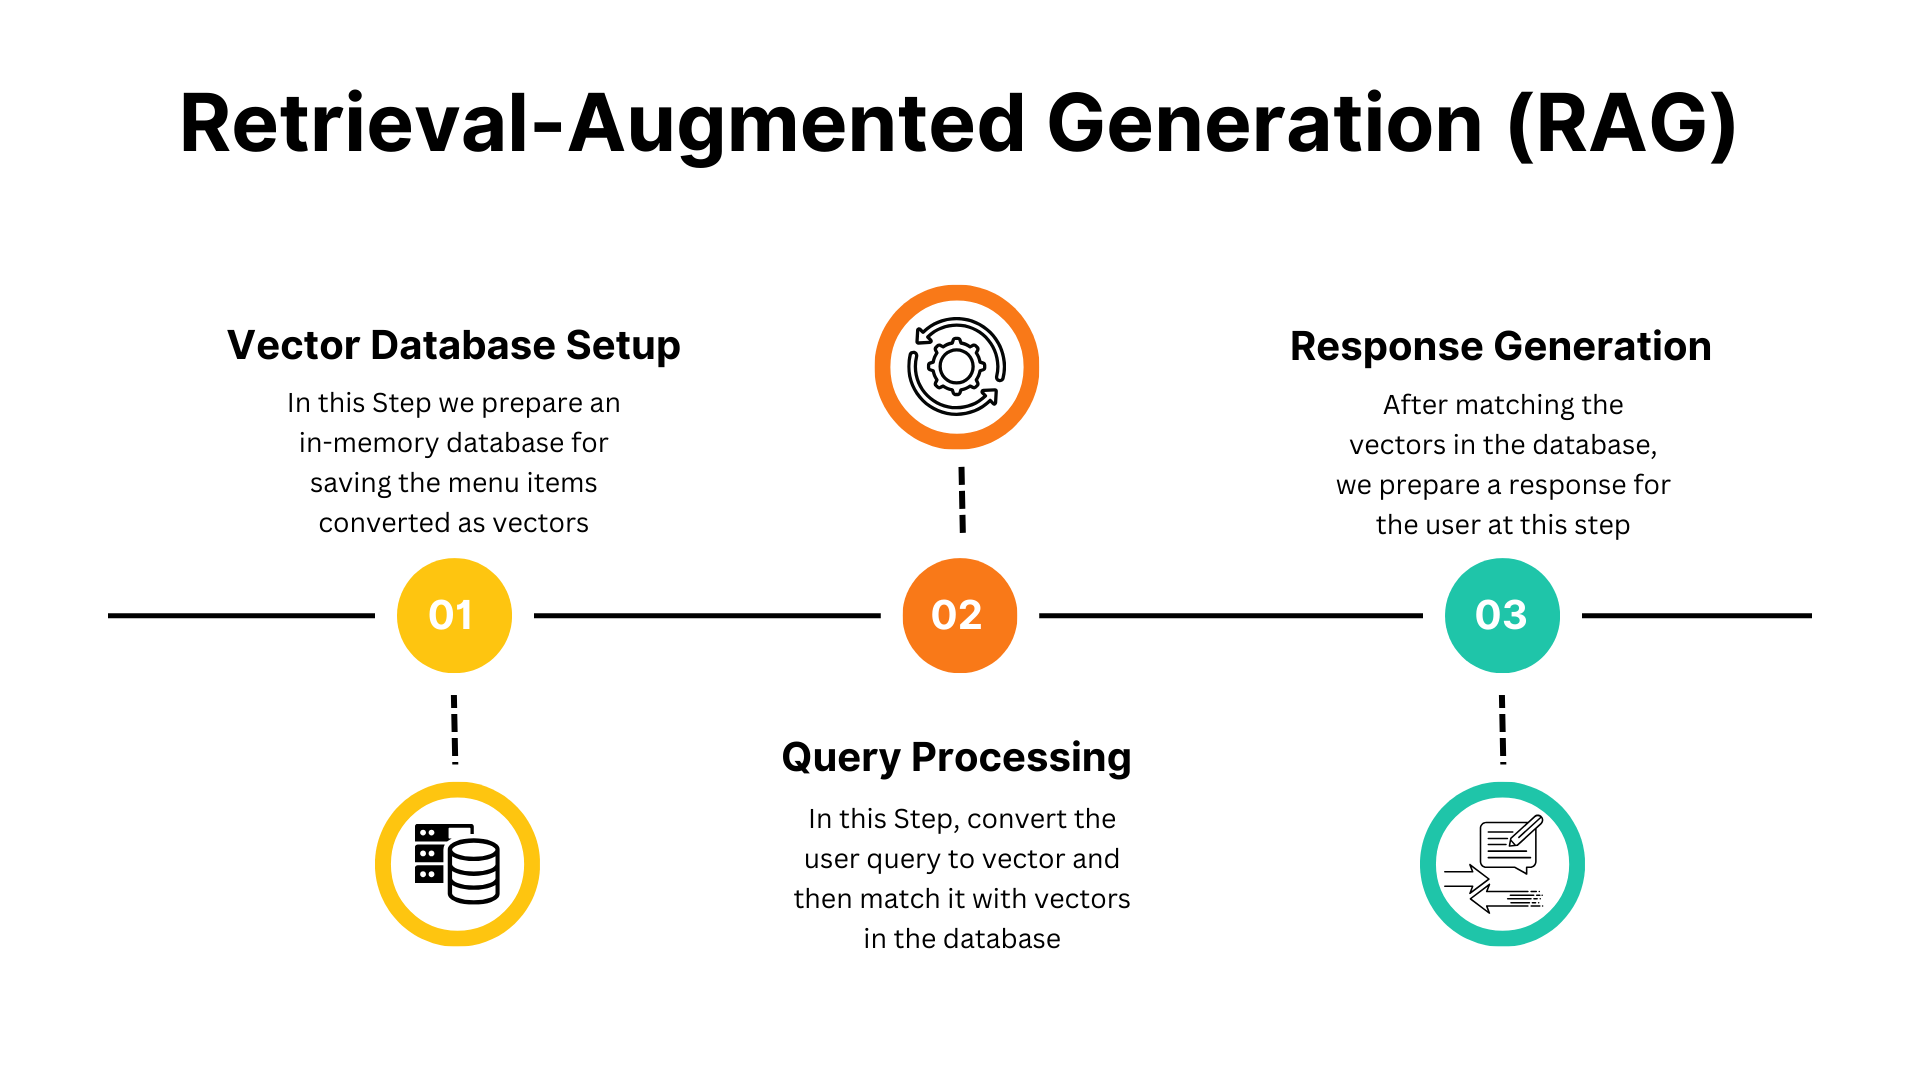 Retrieval-Augmented Generation (RAG)
Vector Database Setup
In this Step we prepare an
in-memory database for
saving the menu items
converted as vectors
01
02
Query Processing
In this Step, convert the
user query to vector and
then match it with vectors
in the database
Response Generation
After matching the
vectors in the database,
we prepare a response for
the user at this step
03